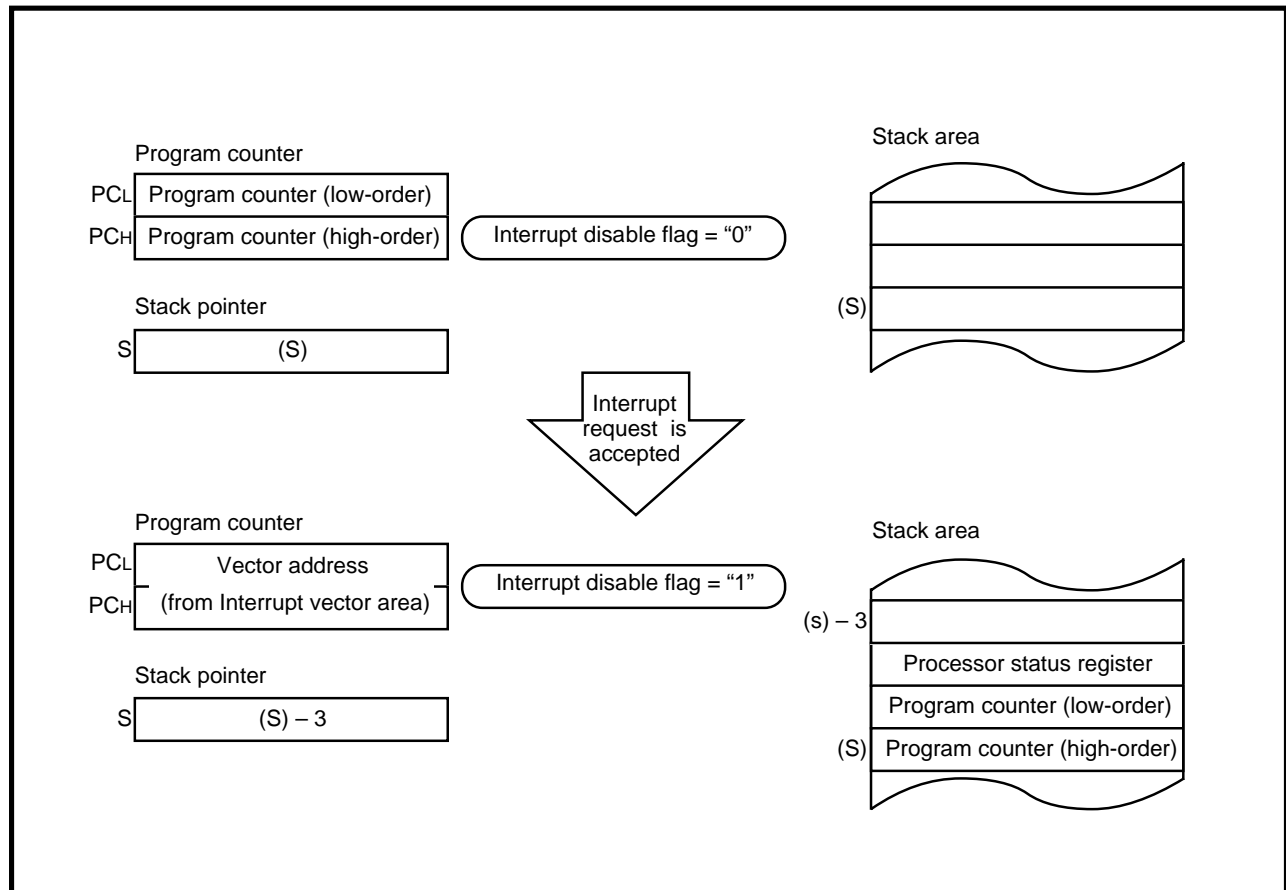 Program counter
PCL Program counter (low-order)
PCH Program counter (high-order)
Interrupt disable flag = “0”
Stack pointer
S (S)
Stack area
(S)
Interrupt
request is
accepted
Program counter
PCL Vector address
PCH (from Interrupt vector area)
Interrupt disable flag = “1”
Stack pointer
S (S) – 3
Stack area
(s) – 3
Processor status register
Program counter (low-order)
(S) Program counter (high-order)